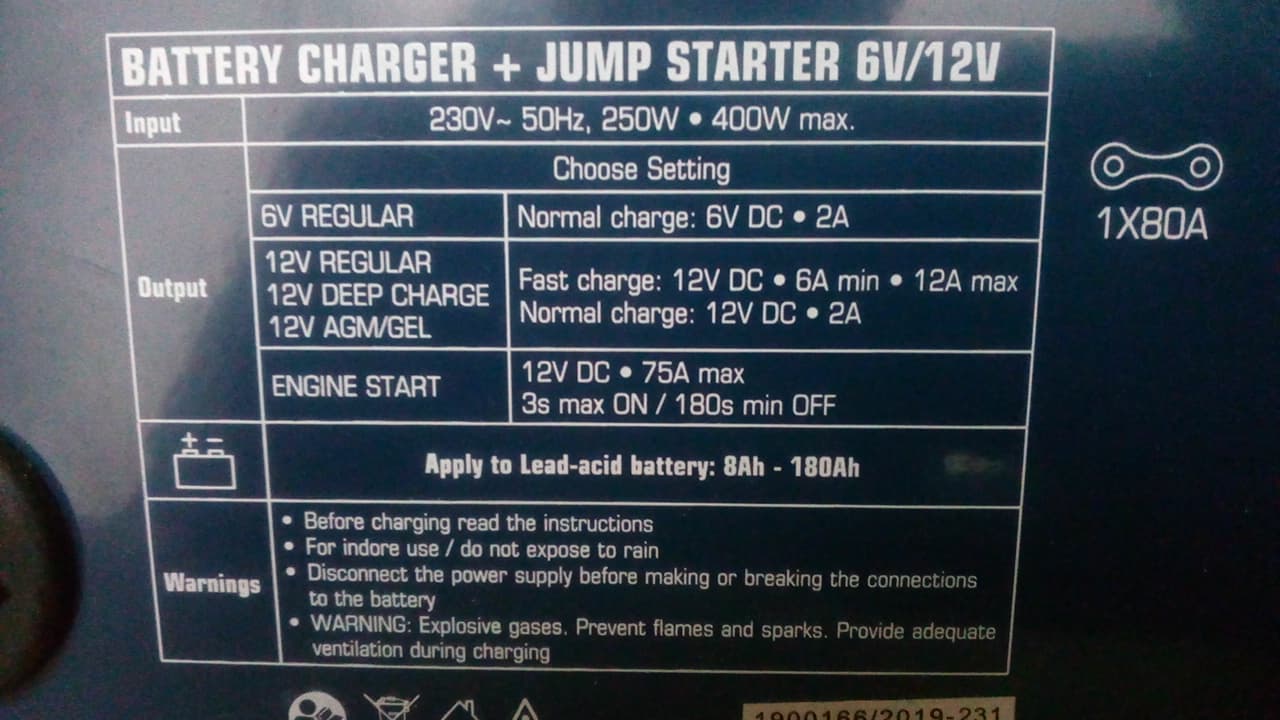 BATTERY CHARGER + JUMP STARTER 6V/12V
Input
230V~ 50Hz, 250W • 400W max.
Choose Setting
Output
6V REGULAR
Normal charge: 6V DC • 2A
12V REGULAR
12V DEEP CHARGE
12V AGM/GEL
Fast charge: 12V DC • 6A min • 12A max
Normal charge: 12V DC • 2A
ENGINE START
12V DC • 75A max
3s max ON / 180s min OFF
+ −
Apply to Lead-acid battery: 8Ah - 180Ah
Warnings
• Before charging read the instructions
• For indore use / do not expose to rain
• Disconnect the power supply before making or breaking the connections
to the battery
• WARNING: Explosive gases. Prevent flames and sparks. Provide adequate
ventilation during charging
1X80A
1900166/2019-231